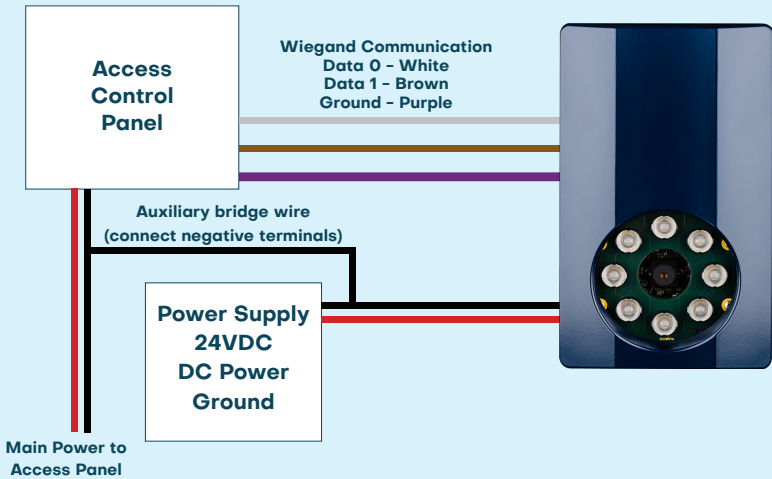 Access
Control
Panel
Wiegand Communication
Data 0 - White
Data 1 - Brown
Ground - Purple
Auxiliary bridge wire
(connect negative terminals)
Power Supply
24VDC
DC Power
Ground
Main Power to
Access Panel